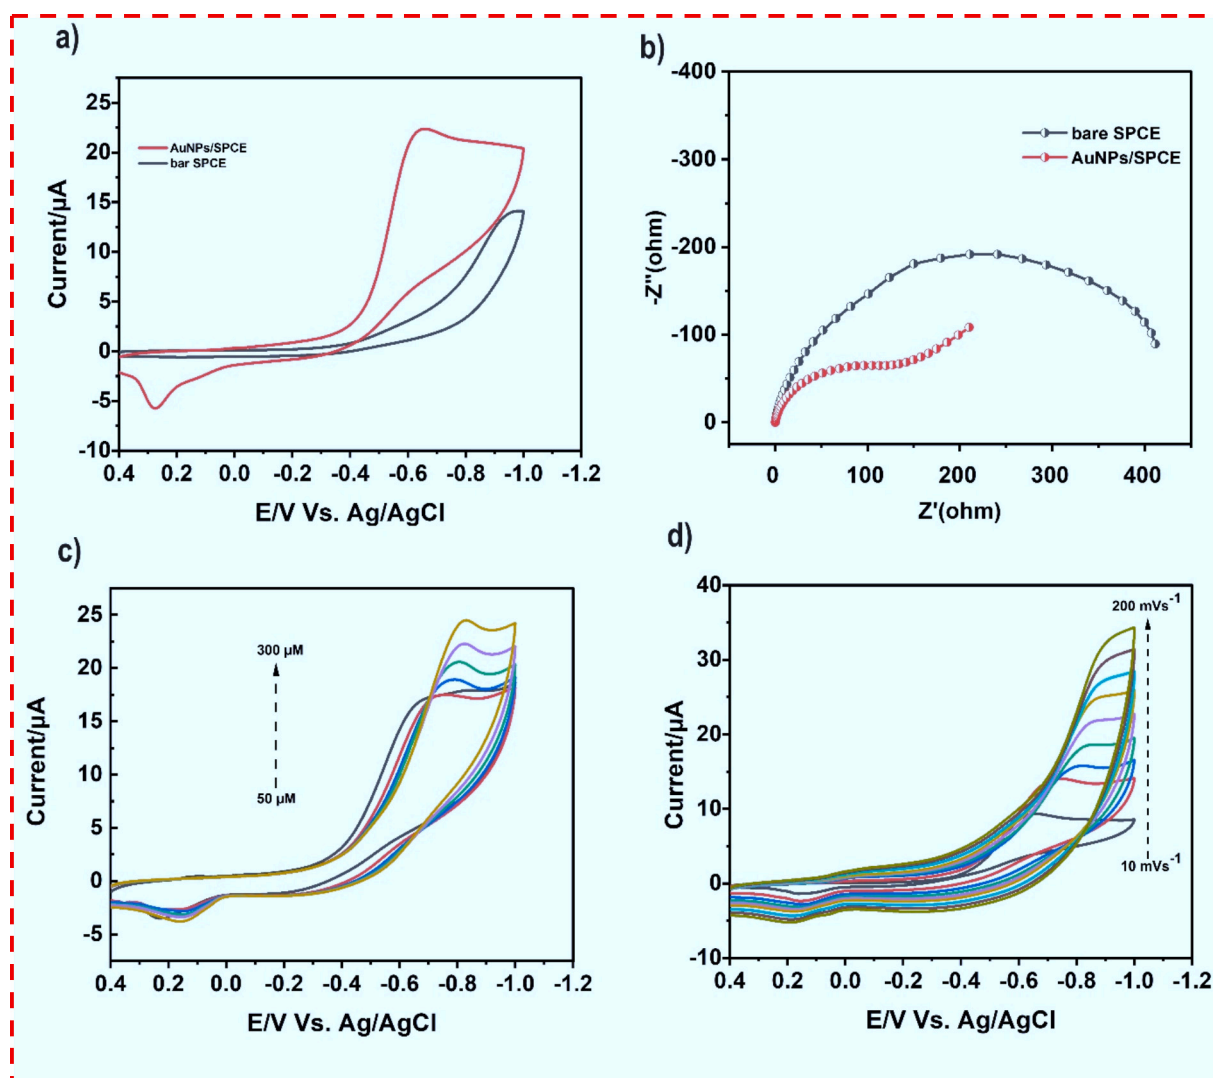 a)
25
20
15
10
5
0
-5
-10
0.4 0.2 0.0 -0.2 -0.4 -0.6 -0.8 -1.0 -1.2
Current/µA
E/V Vs. Ag/AgCl
AuNPs/SPCE
bar SPCE
b)
-400
-300
-200
-100
0
0 100 200 300 400
-Z"(ohm)
Z'(ohm)
bare SPCE
AuNPs/SPCE
c)
25
20
15
10
5
0
-5
0.4 0.2 0.0 -0.2 -0.4 -0.6 -0.8 -1.0 -1.2
Current/µA
E/V Vs. Ag/AgCl
300 µM
50 µM
d)
40
30
20
10
0
-10
0.4 0.2 -0.0 -0.2 -0.4 -0.6 -0.8 -1.0 -1.2
Current/µA
E/V Vs. Ag/AgCl
200 mVs⁻¹
10 mVs⁻¹